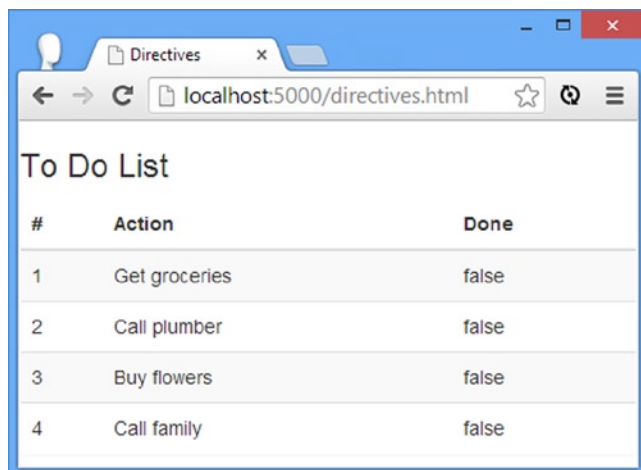 Directives
localhost:5000/directives.html
To Do List
# Action Done
1 Get groceries false
2 Call plumber false
3 Buy flowers false
4 Call family false